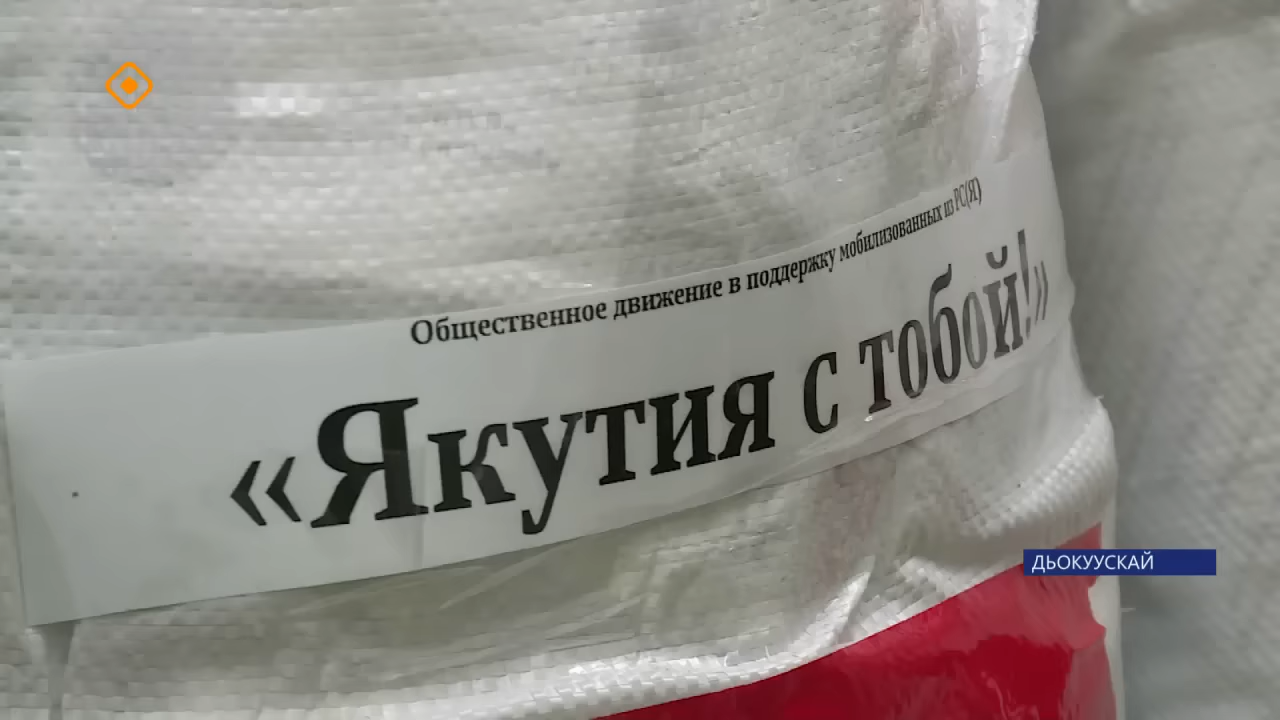 Общественное движение в поддержку мобилизованных из РС(Я)
«Якутия с тобой!»
ДЬОКУУСКАЙ